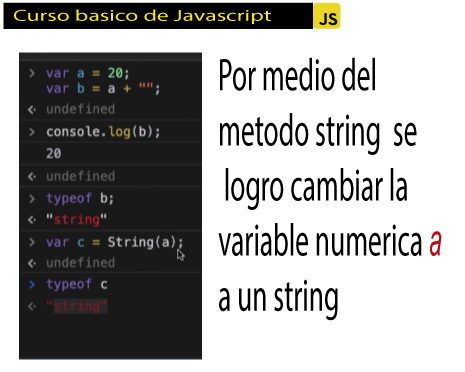 Curso basico de Javascript
JS
> var a = 20;
var b = a + "";
<· undefined
> console.log(b);
20
<· undefined
> typeof b;
<· "string"
> var c = String(a);
<· undefined
> typeof c
<· "string"
Por medio del
metodo string se
logro cambiar la
variable numerica a
a un string